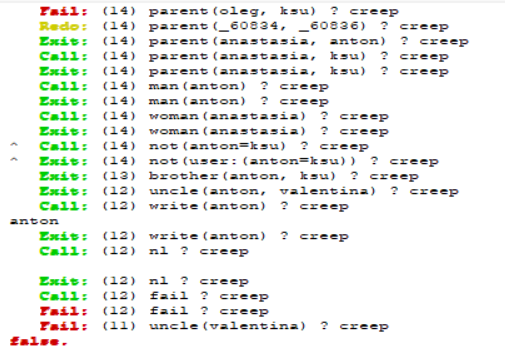 Fail: (14) parent(oleg, ksu) ? creep
Redo: (14) parent(_60834, _60836) ? creep
Exit: (14) parent(anastasia, anton) ? creep
Call: (14) parent(anastasia, ksu) ? creep
Exit: (14) parent(anastasia, ksu) ? creep
Call: (14) man(anton) ? creep
Exit: (14) man(anton) ? creep
Call: (14) woman(anastasia) ? creep
Exit: (14) woman(anastasia) ? creep
^ Call: (14) not(anton=ksu) ? creep
^ Exit: (14) not(user:(anton=ksu)) ? creep
Exit: (13) brother(anton, ksu) ? creep
Exit: (12) uncle(anton, valentina) ? creep
Call: (12) write(anton) ? creep
anton
Exit: (12) write(anton) ? creep
Call: (12) nl ? creep
Exit: (12) nl ? creep
Call: (12) fail ? creep
Fail: (12) fail ? creep
Fail: (11) uncle(valentina) ? creep
false.